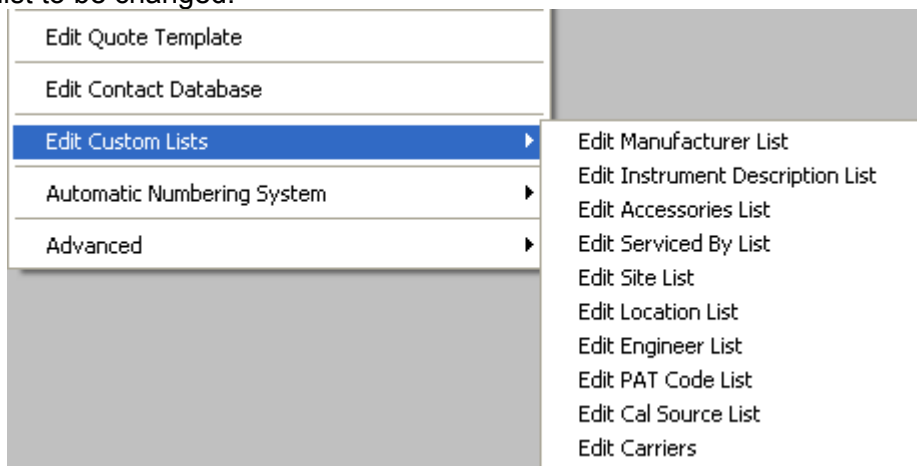 list to be changed.
Edit Quote Template
Edit Contact Database
Edit Custom Lists
Automatic Numbering System
Advanced
Edit Manufacturer List
Edit Instrument Description List
Edit Accessories List
Edit Serviced By List
Edit Site List
Edit Location List
Edit Engineer List
Edit PAT Code List
Edit Cal Source List
Edit Carriers